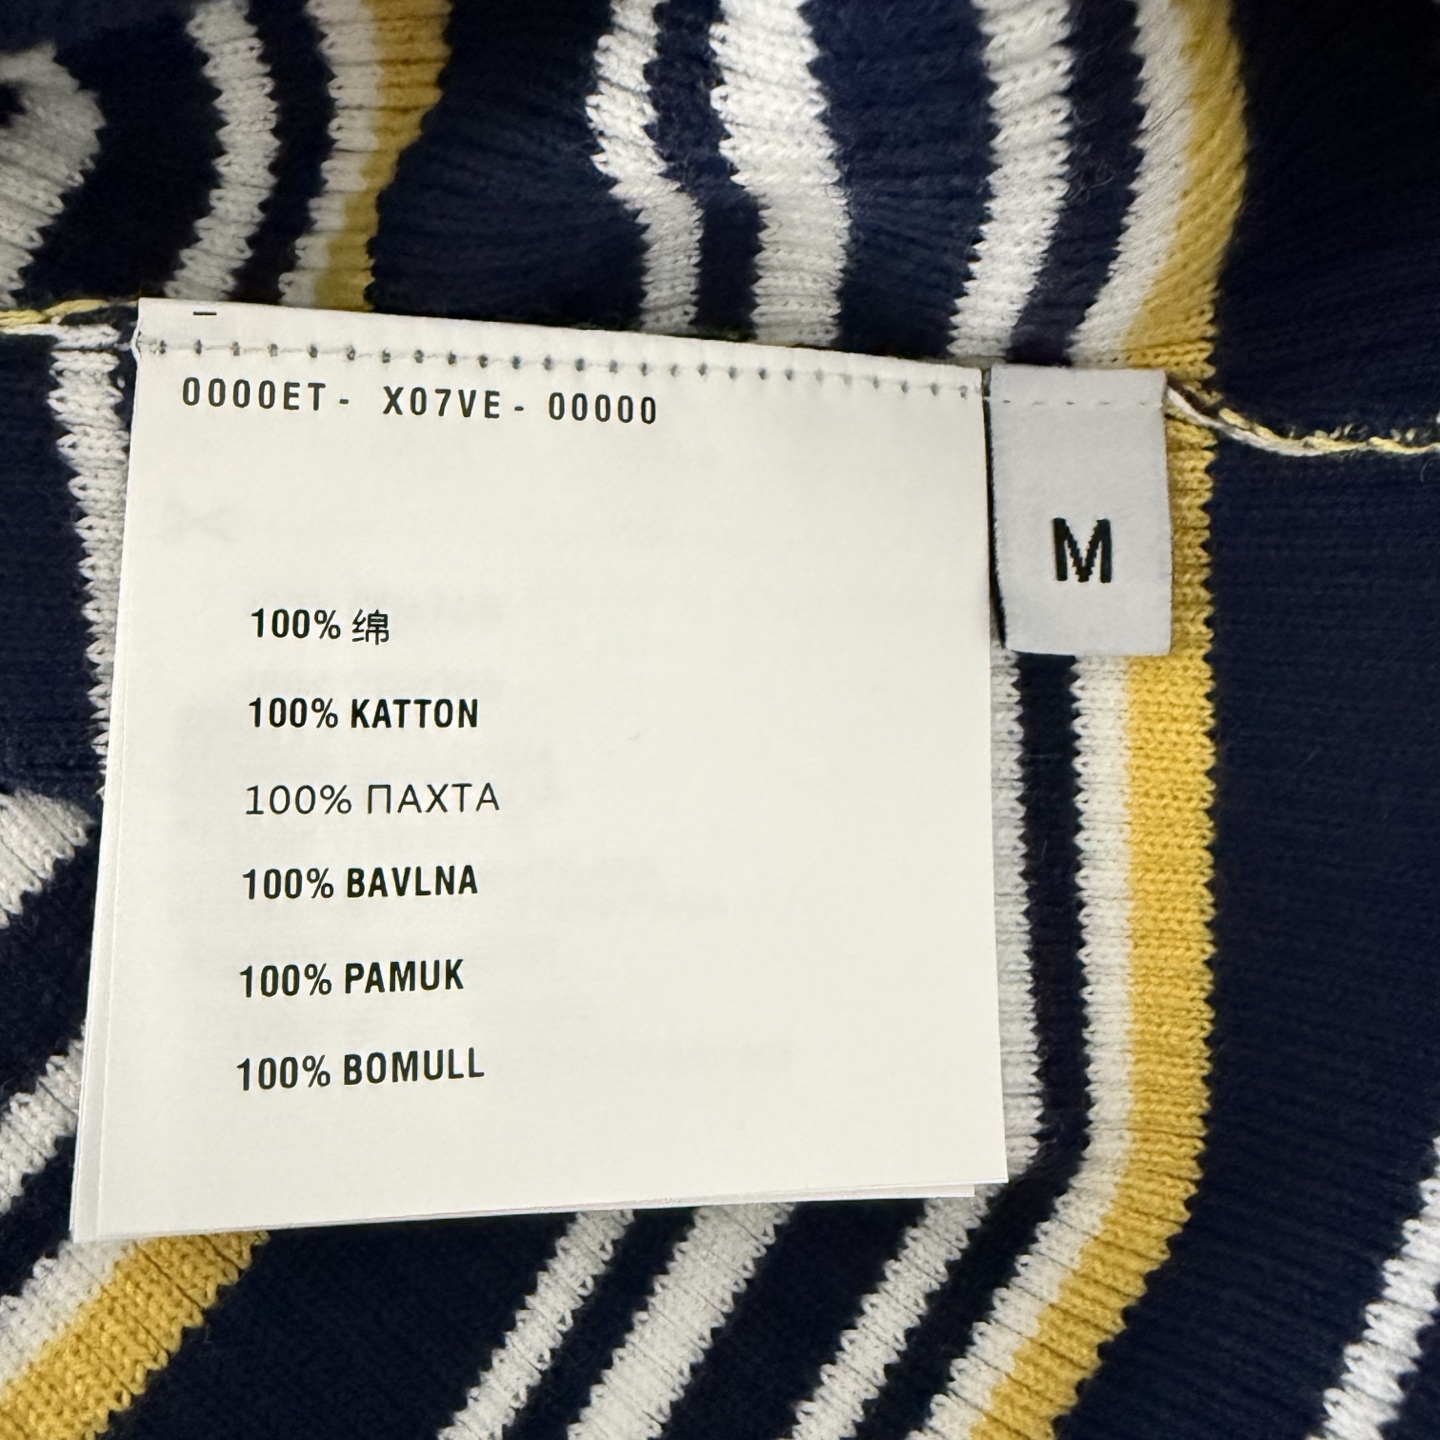 0000ET - X07VE - 00000
M
100% 绵
100% KATTON
100% ПАХТА
100% BAVLNA
100% PAMUK
100% BOMULL